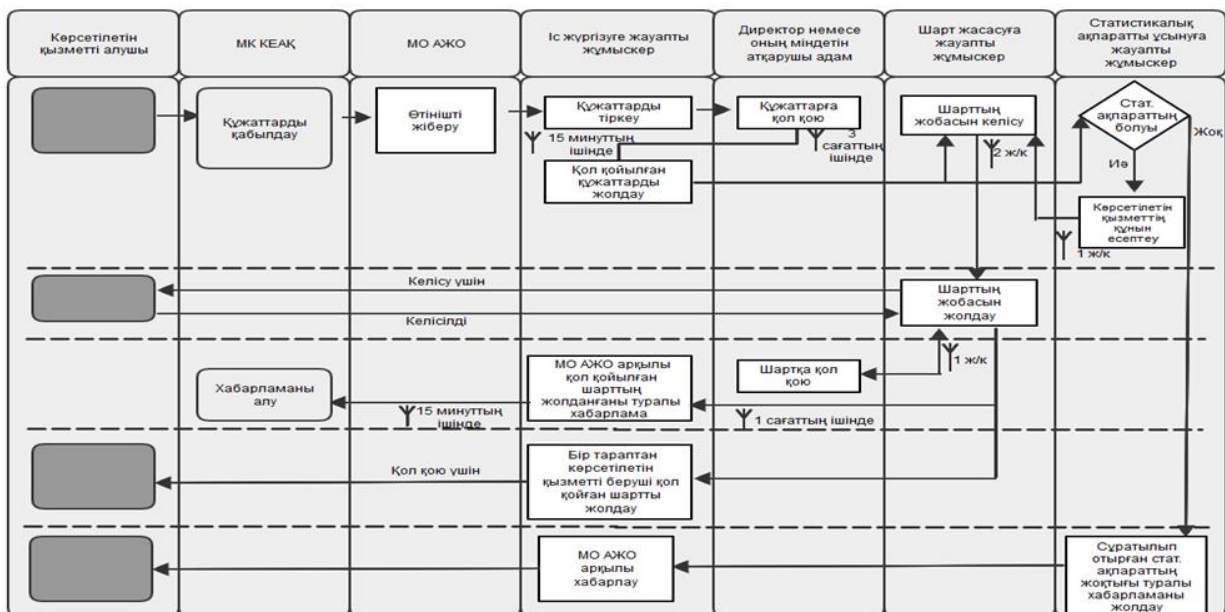 Көрсетілетін
қызметті алушы
МК КЕАҚ
МО АЖО
Іс жүргізуге жауапты
жұмыскер
Директор немесе
оның міндетін
атқарушы адам
Шарт жасасуға
жауапты
жұмыскер
Статистикалық
ақпаратты ұсынуға
жауапты
жұмыскер
Құжаттарды
қабылдау
Өтінішті
жіберу
Құжаттарды
тіркеу
15 минуттың
ішінде
Құжаттарға
қол қою
3
сағаттың
ішінде
Қол қойылған
құжаттарды
жолдау
Шарттың
жобасын келісу
2 ж/к
Стат.
ақпараттың
болуы
Жоқ
Иә
Көрсетілетін
қызметтің
құнын
есептеу
1 ж/к
Келісу үшін
Келісілді
Шарттың
жобасын
жолдау
1 ж/к
Шартқа қол
қою
МО АЖО арқылы
қол қойылған
шарттың
жолданғаны туралы
хабарлама
Хабарламаны
алу
15 минуттың
ішінде
1 сағаттың ішінде
Қол қою үшін
Бір тараптан
көрсетілетін
қызметті беруші қол
қойған шартты
жолдау
МО АЖО
арқылы
хабарлау
Сұратылып
отырған стат.
ақпараттың
жоқтығы туралы
хабарламаны
жолдау